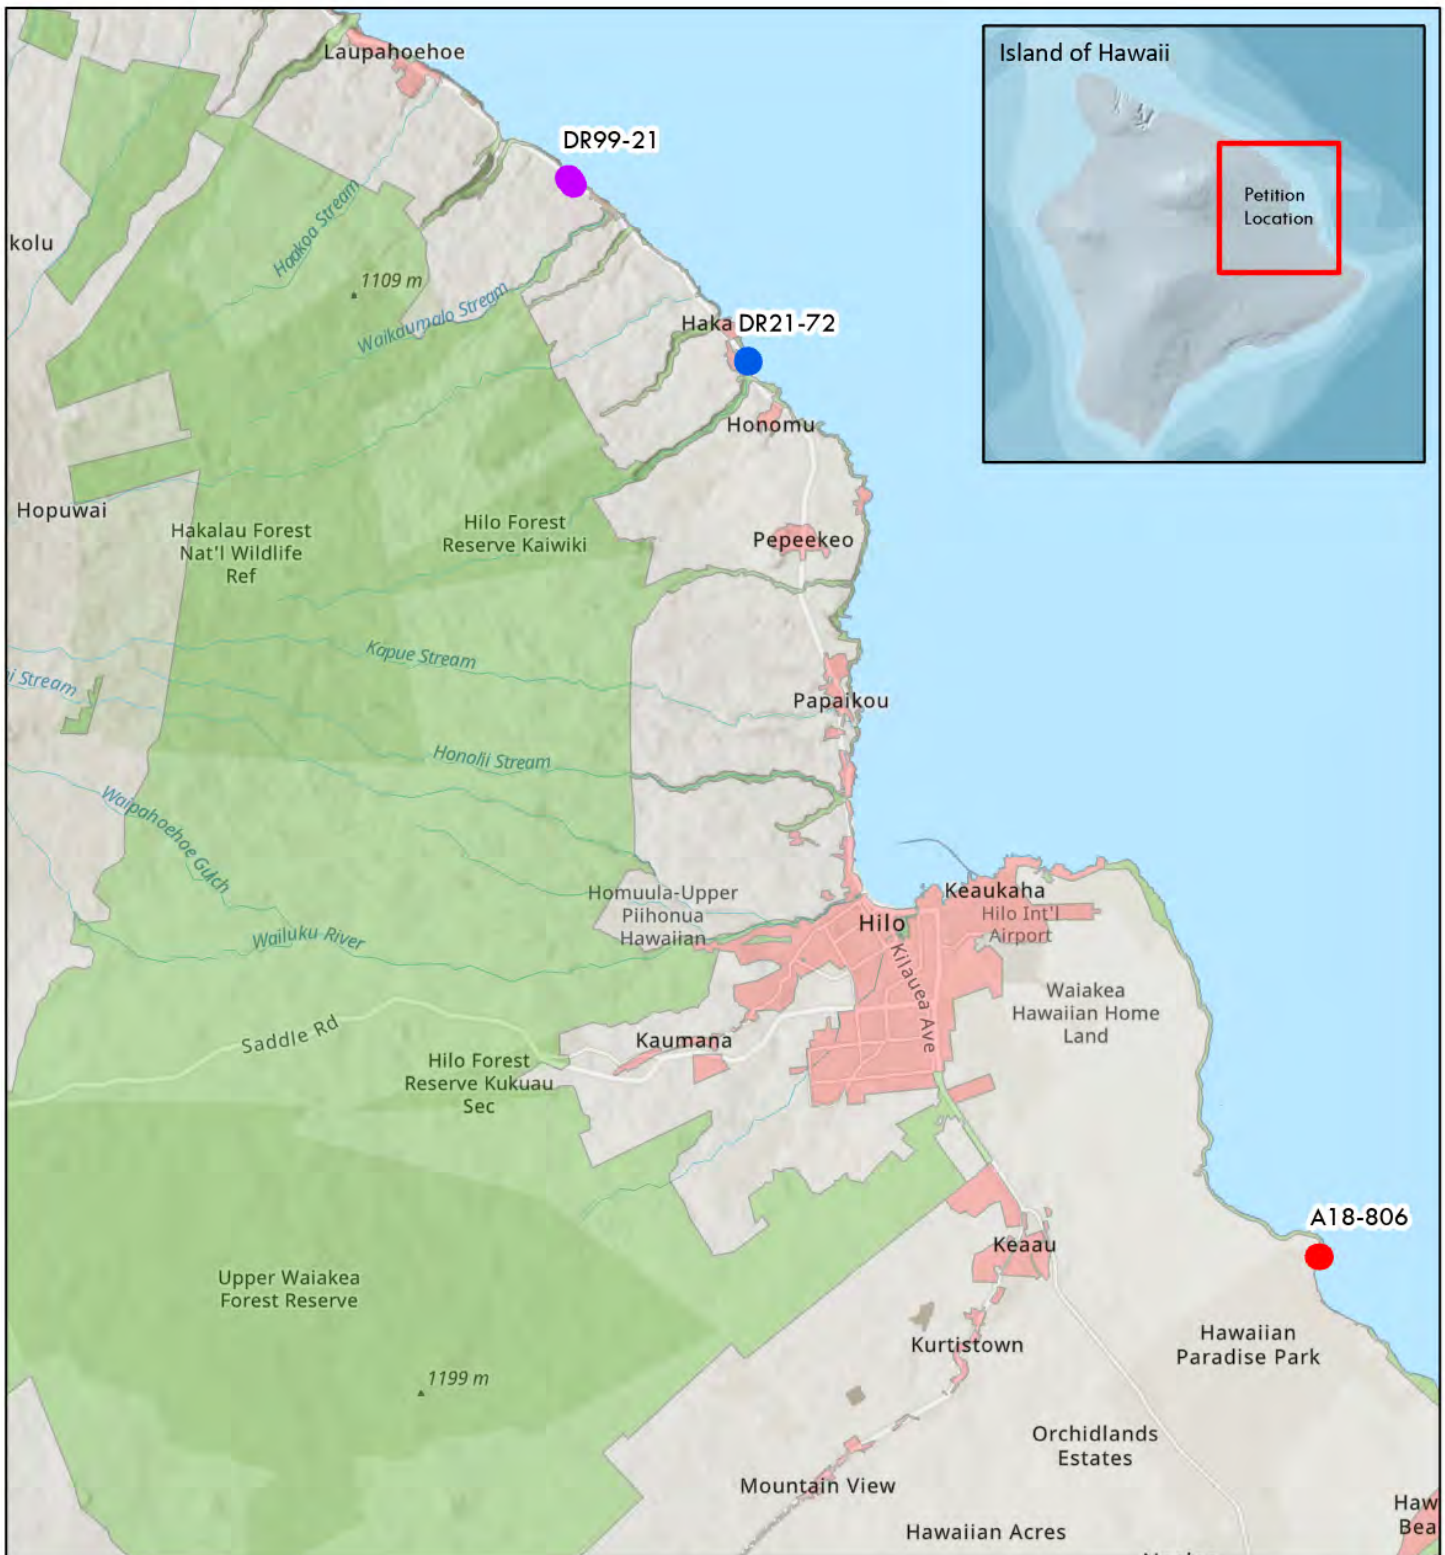 Laupahoehoe
Island of Hawaii
DR99-21
Petition
Location
Haakoa Stream
kolu
1109 m
Waikaumalo Stream
Haka
DR21-72
Honomu
Hopuwai
Hakalau Forest
Nat'l Wildlife
Ref
Hilo Forest
Reserve Kaiwiki
Pepeekeo
Kapue Stream
i Stream
Papaikou
Honolii Stream
Waipahoehoe Gulch
Homuula-Upper
Piihonua
Hawaiian
Keaukaha
Hilo Int'l
Airport
Hilo
Wailuku River
Kilauea Ave
Waiakea
Hawaiian Home
Land
Saddle Rd
Kaumana
Hilo Forest
Reserve Kukuau
Sec
A18-806
Keaau
Upper Waiakea
Forest Reserve
Hawaiian
Paradise Park
Kurtistown
1199 m
Orchidlands
Estates
Mountain View
Haw
Bea
Hawaiian Acres